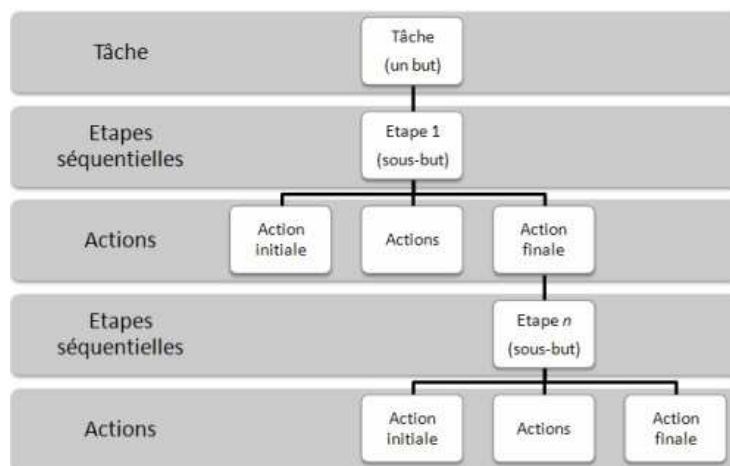 Tâche
Tâche
(un but)
Etapes
séquentielles
Etape 1
(sous-but)
Actions
Action
initiale
Actions
Action
finale
Etapes
séquentielles
Etape n
(sous-but)
Actions
Action
initiale
Actions
Action
finale